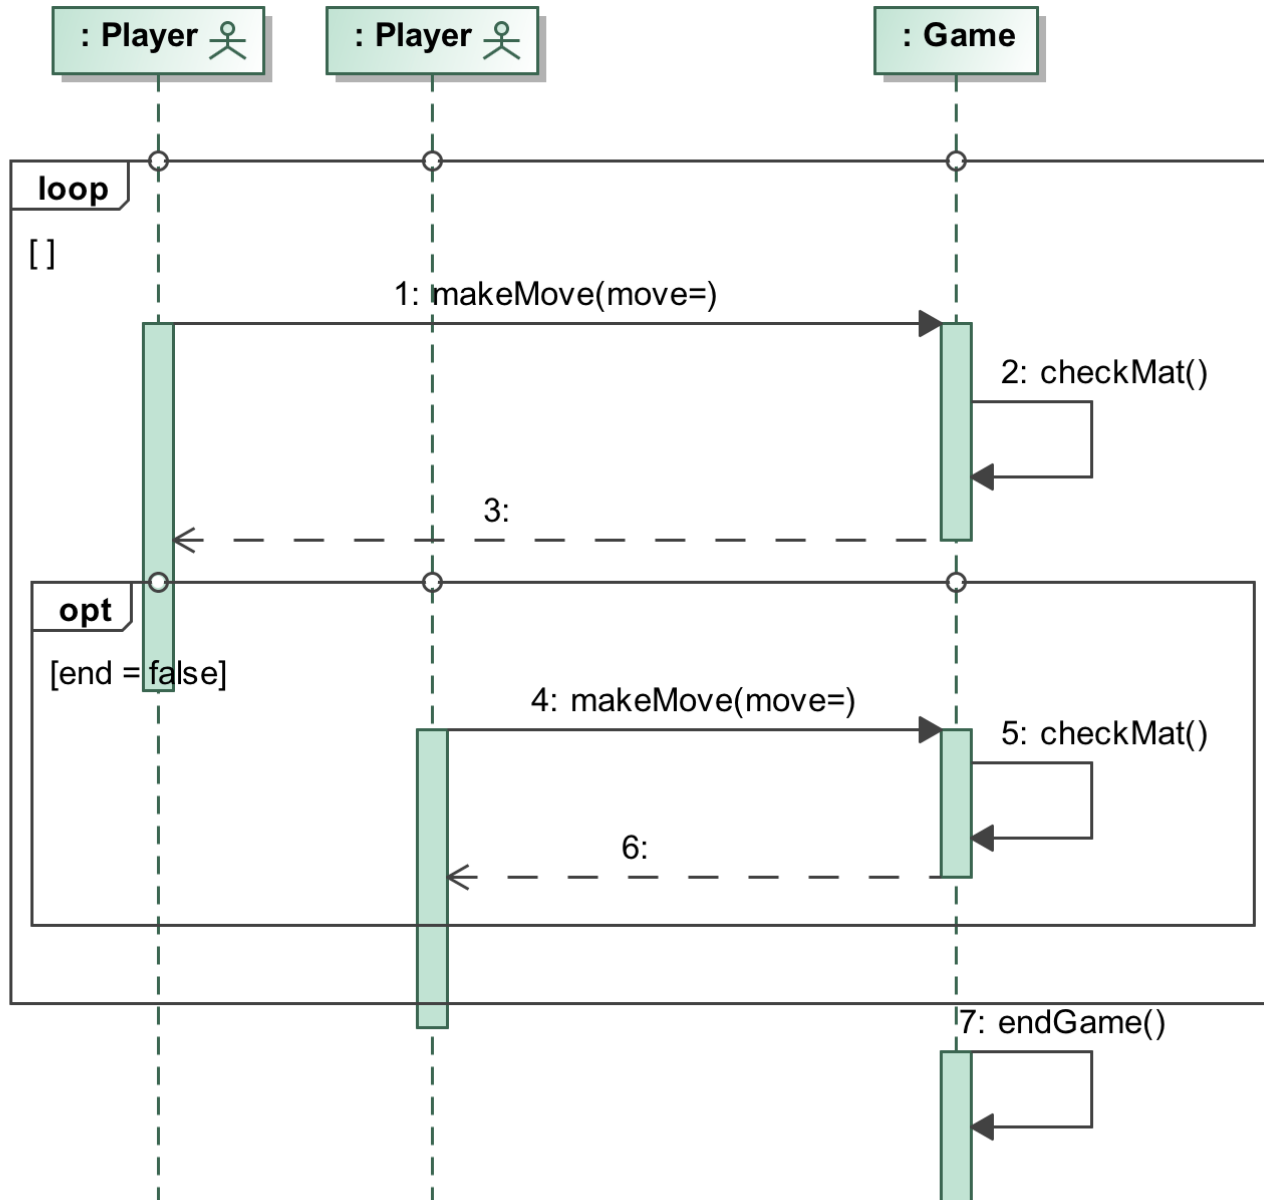 : Player
: Player
: Game
loop
[ ]
1: makeMove(move=)
2: checkMat()
3:
opt
[end = false]
4: makeMove(move=)
5: checkMat()
6:
7: endGame()